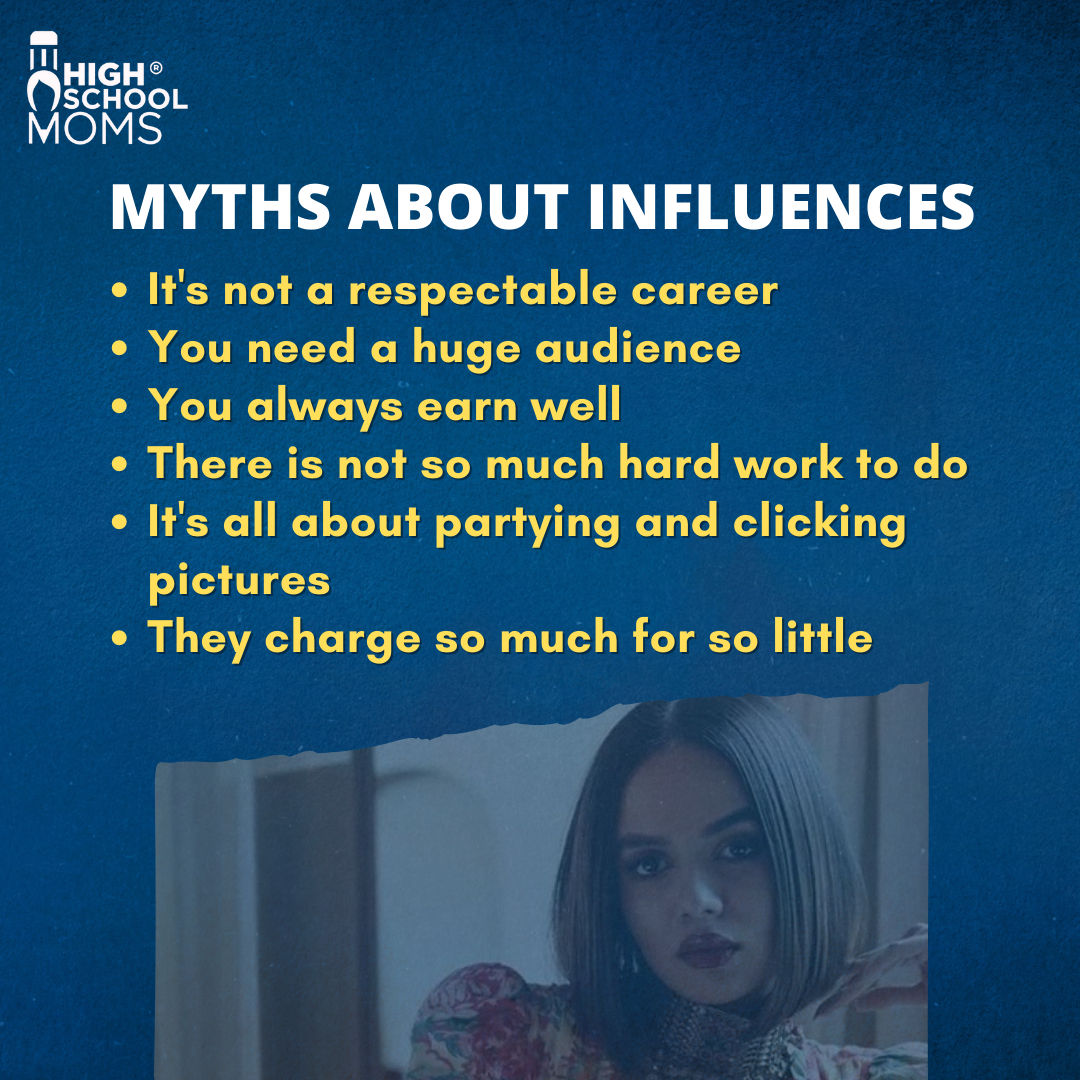 HIGH®
SCHOOL
MOMS
MYTHS ABOUT INFLUENCES
• It's not a respectable career
• You need a huge audience
• You always earn well
• There is not so much hard work to do
• It's all about partying and clicking
pictures
• They charge so much for so little